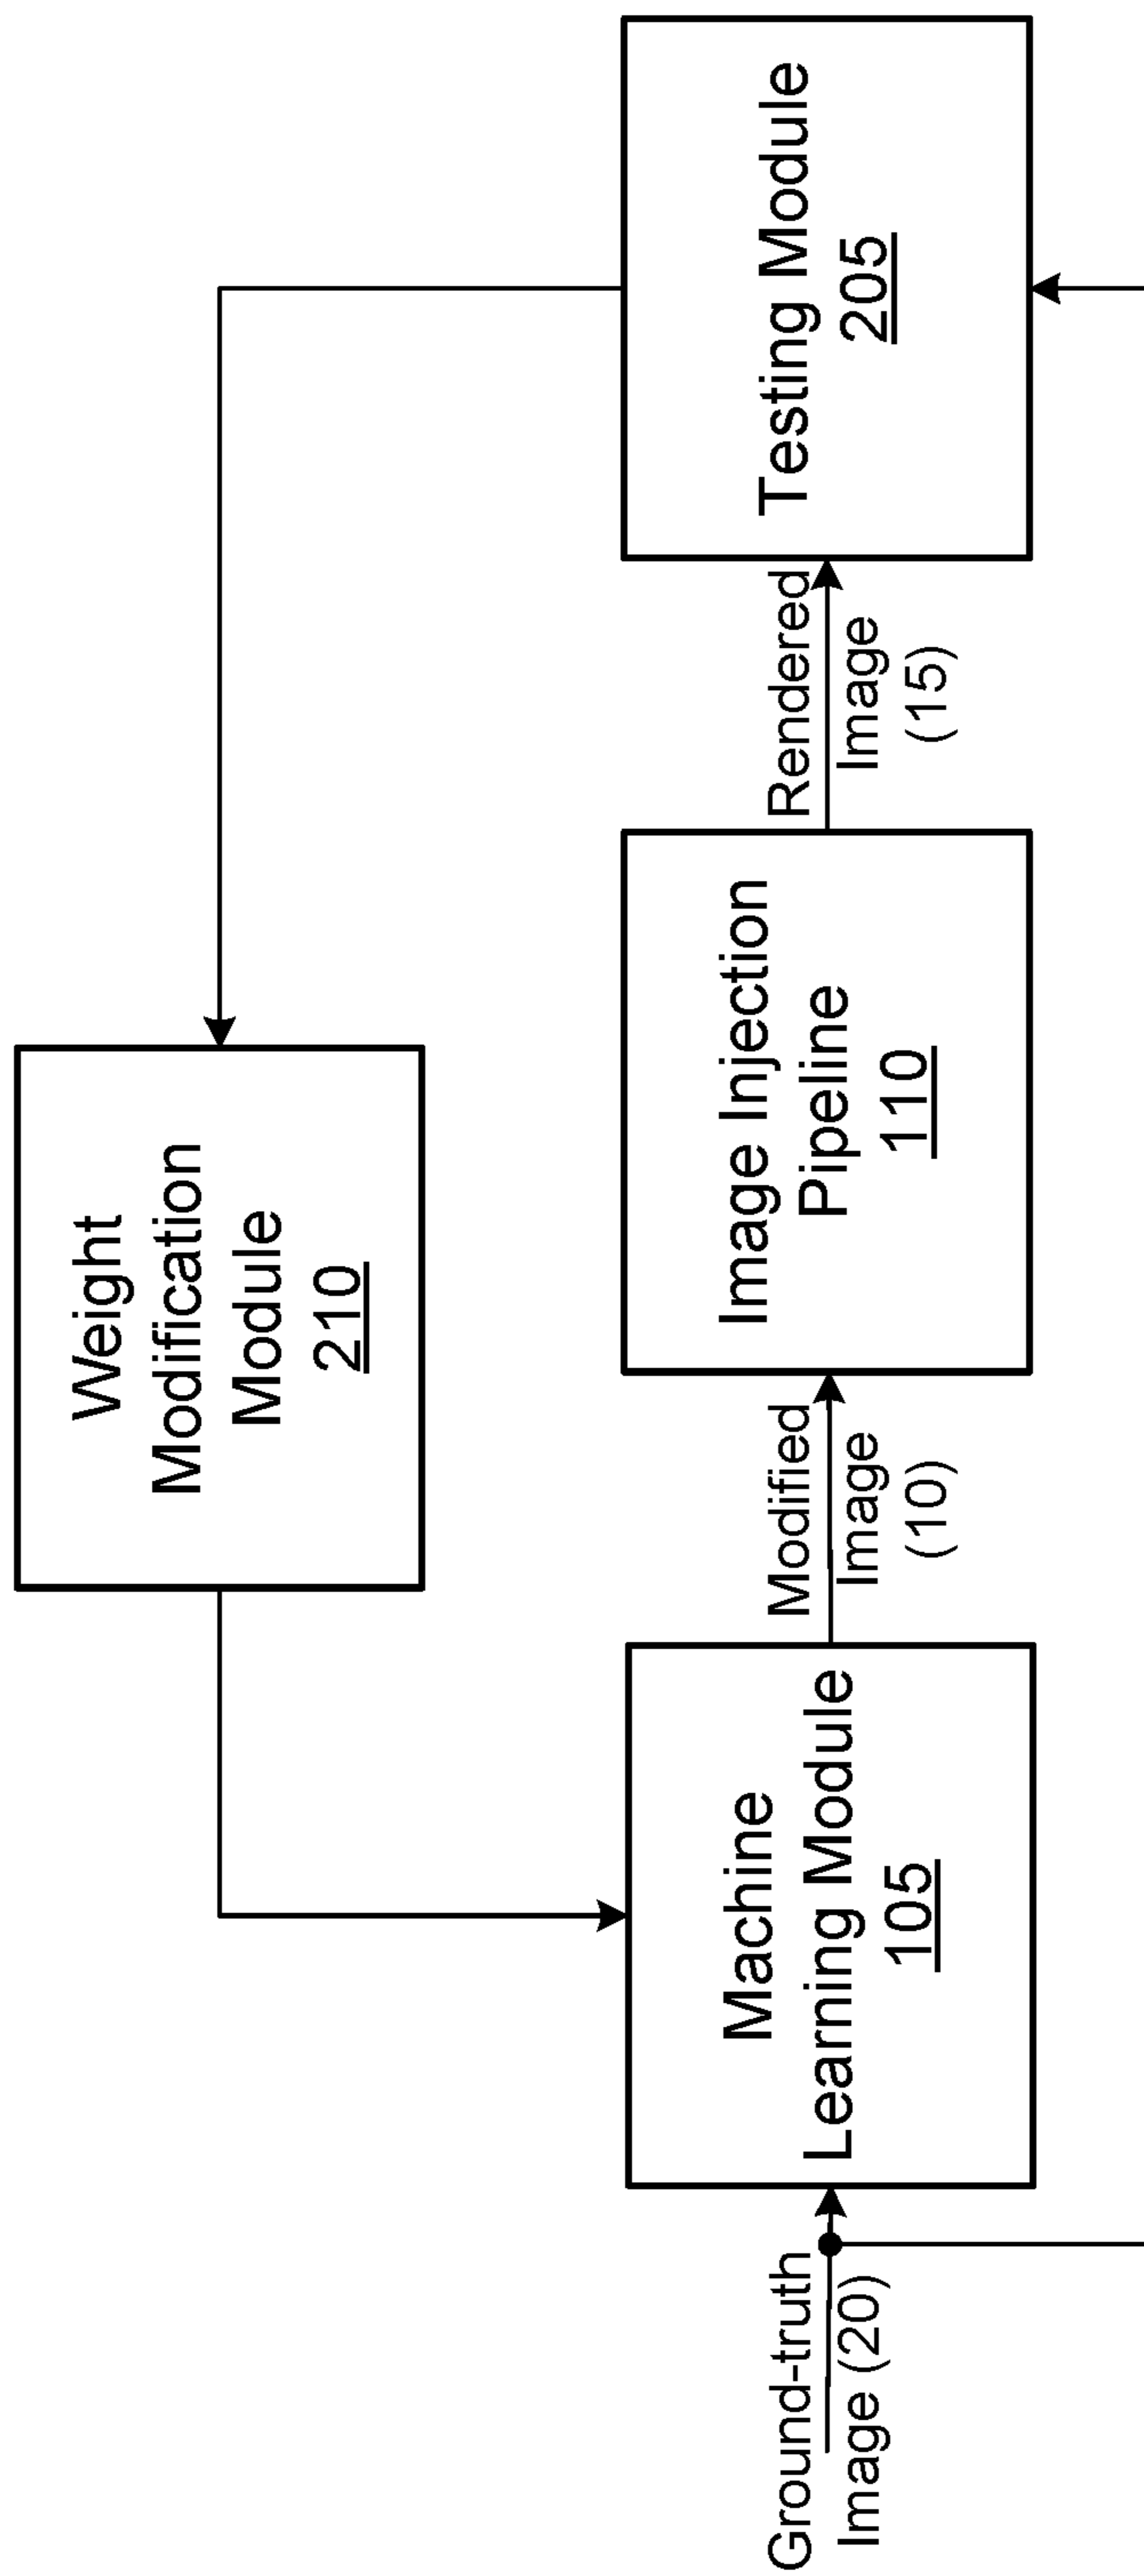 Weight
Modification
Module
210
Ground-truth
Image (20)
Machine
Learning Module
105
Modified
Image
(10)
Image Injection
Pipeline
110
Rendered
Image
(15)
Testing Module
205